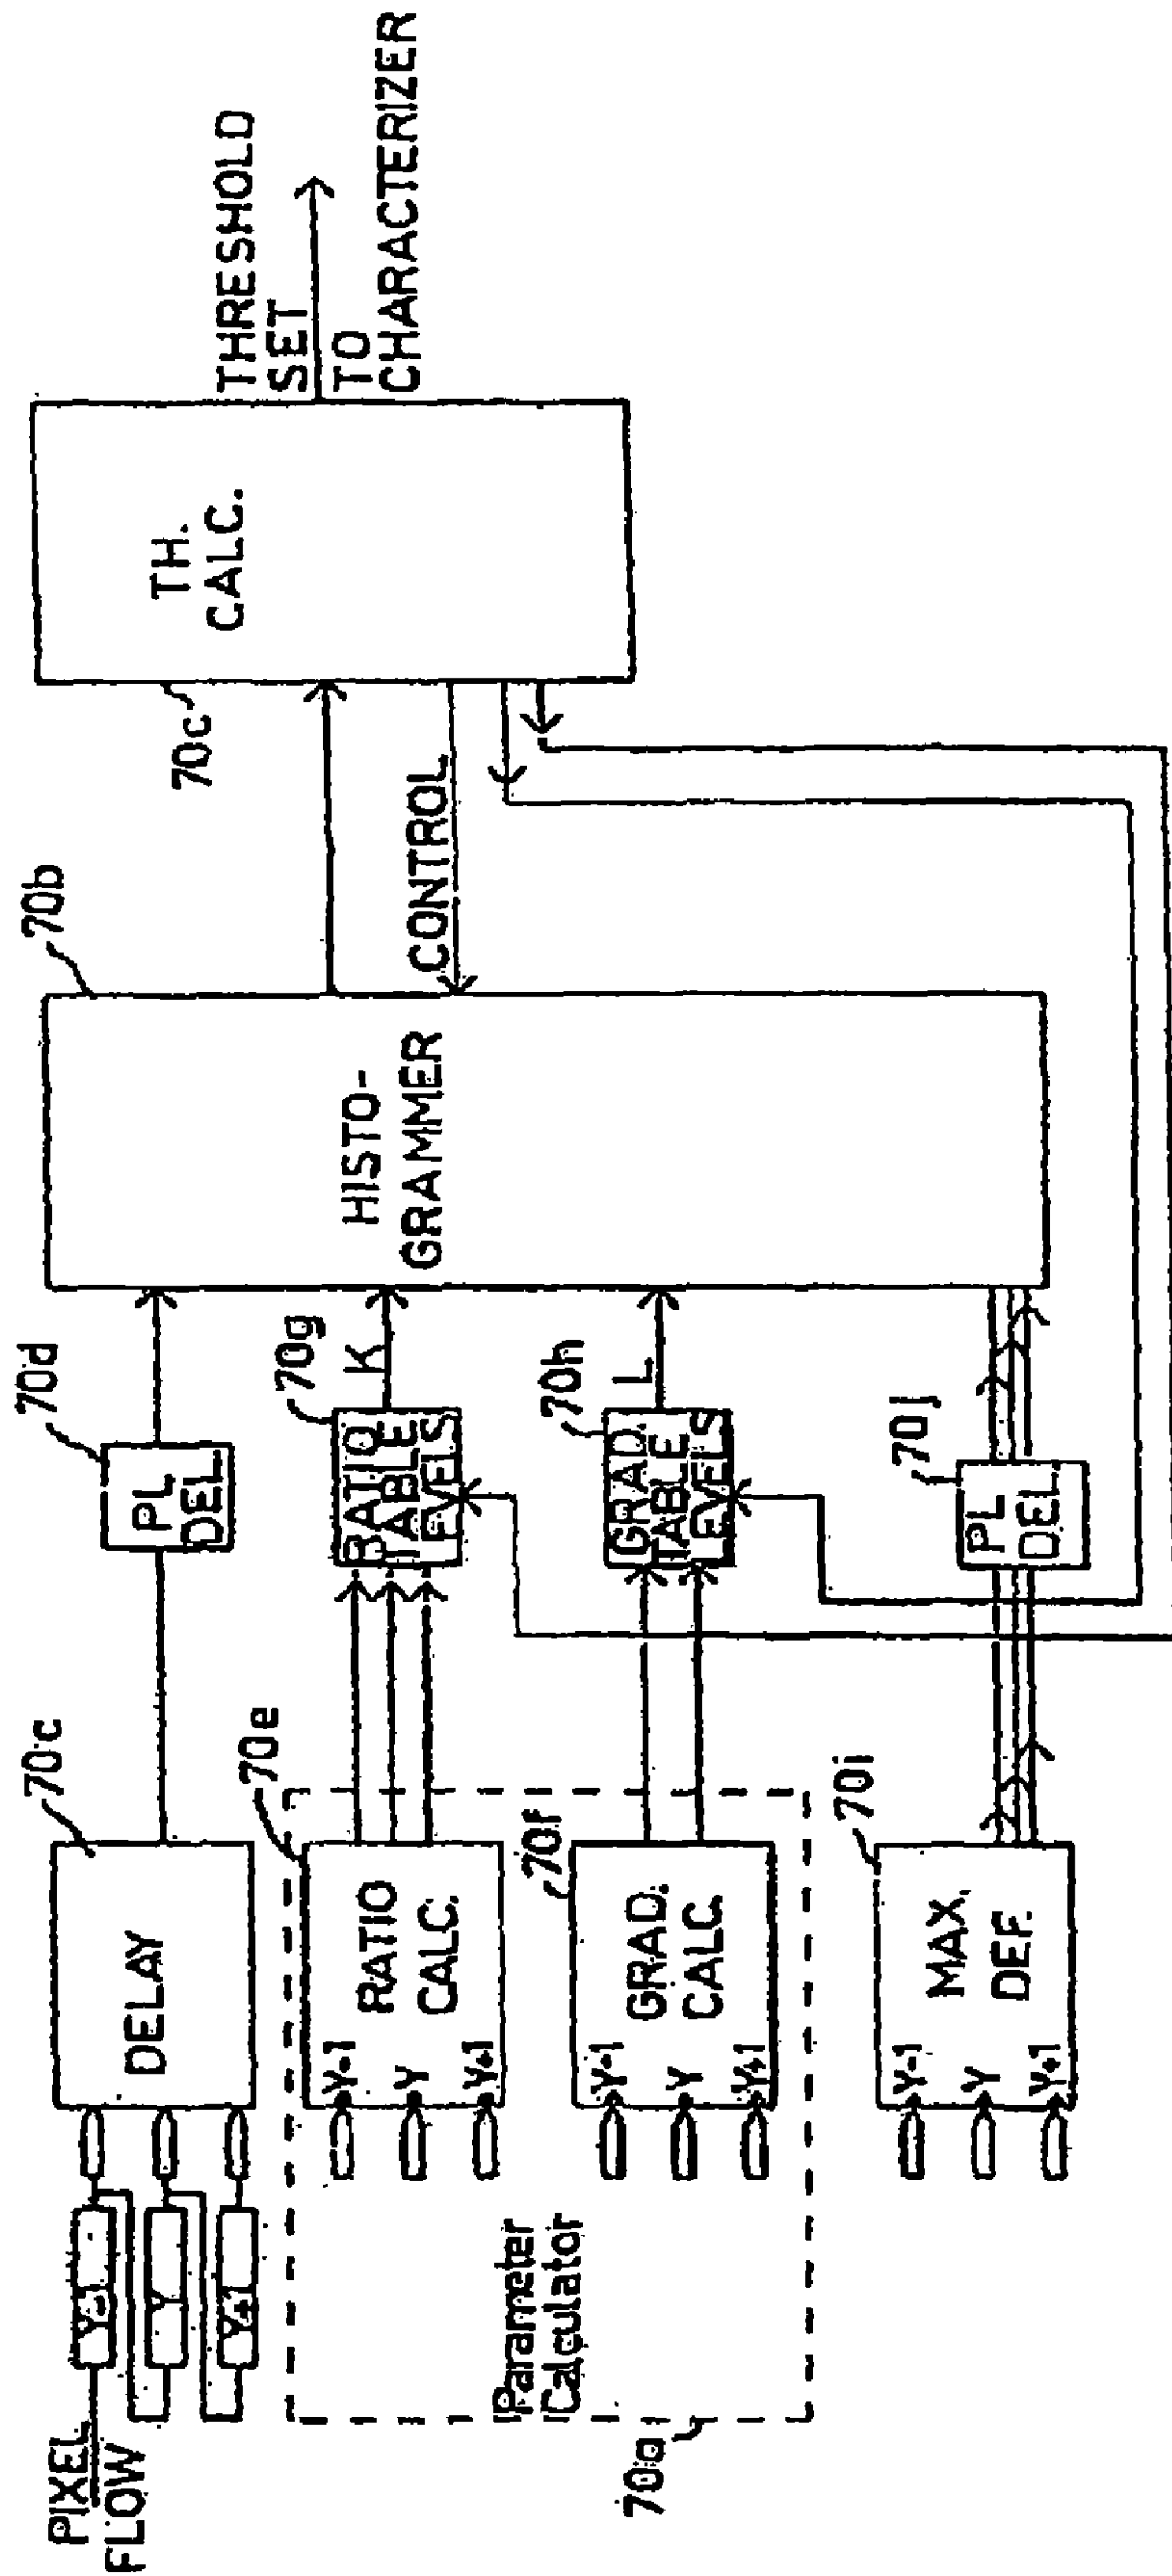 PIXEL
FLOW
Y-1
Y
Y+1
DELAY
70c
PL
DEL
70d
Parameter
Calculator
70a
Y-1
Y
Y+1
RATIO
CALC.
70e
RATIO
TABLE
LEVELS
70g
K
Y-1
Y
Y+1
GRAD.
CALC.
70f
GRAD.
TABLE
LEVELS
70h
L
Y-1
Y
Y+1
MAX.
DEF.
70i
PL
DEL
70j
HISTO-
GRAMMER
70b
CONTROL
TH.
CALC.
70c
THRESHOLD
SET
TO
CHARACTERIZER